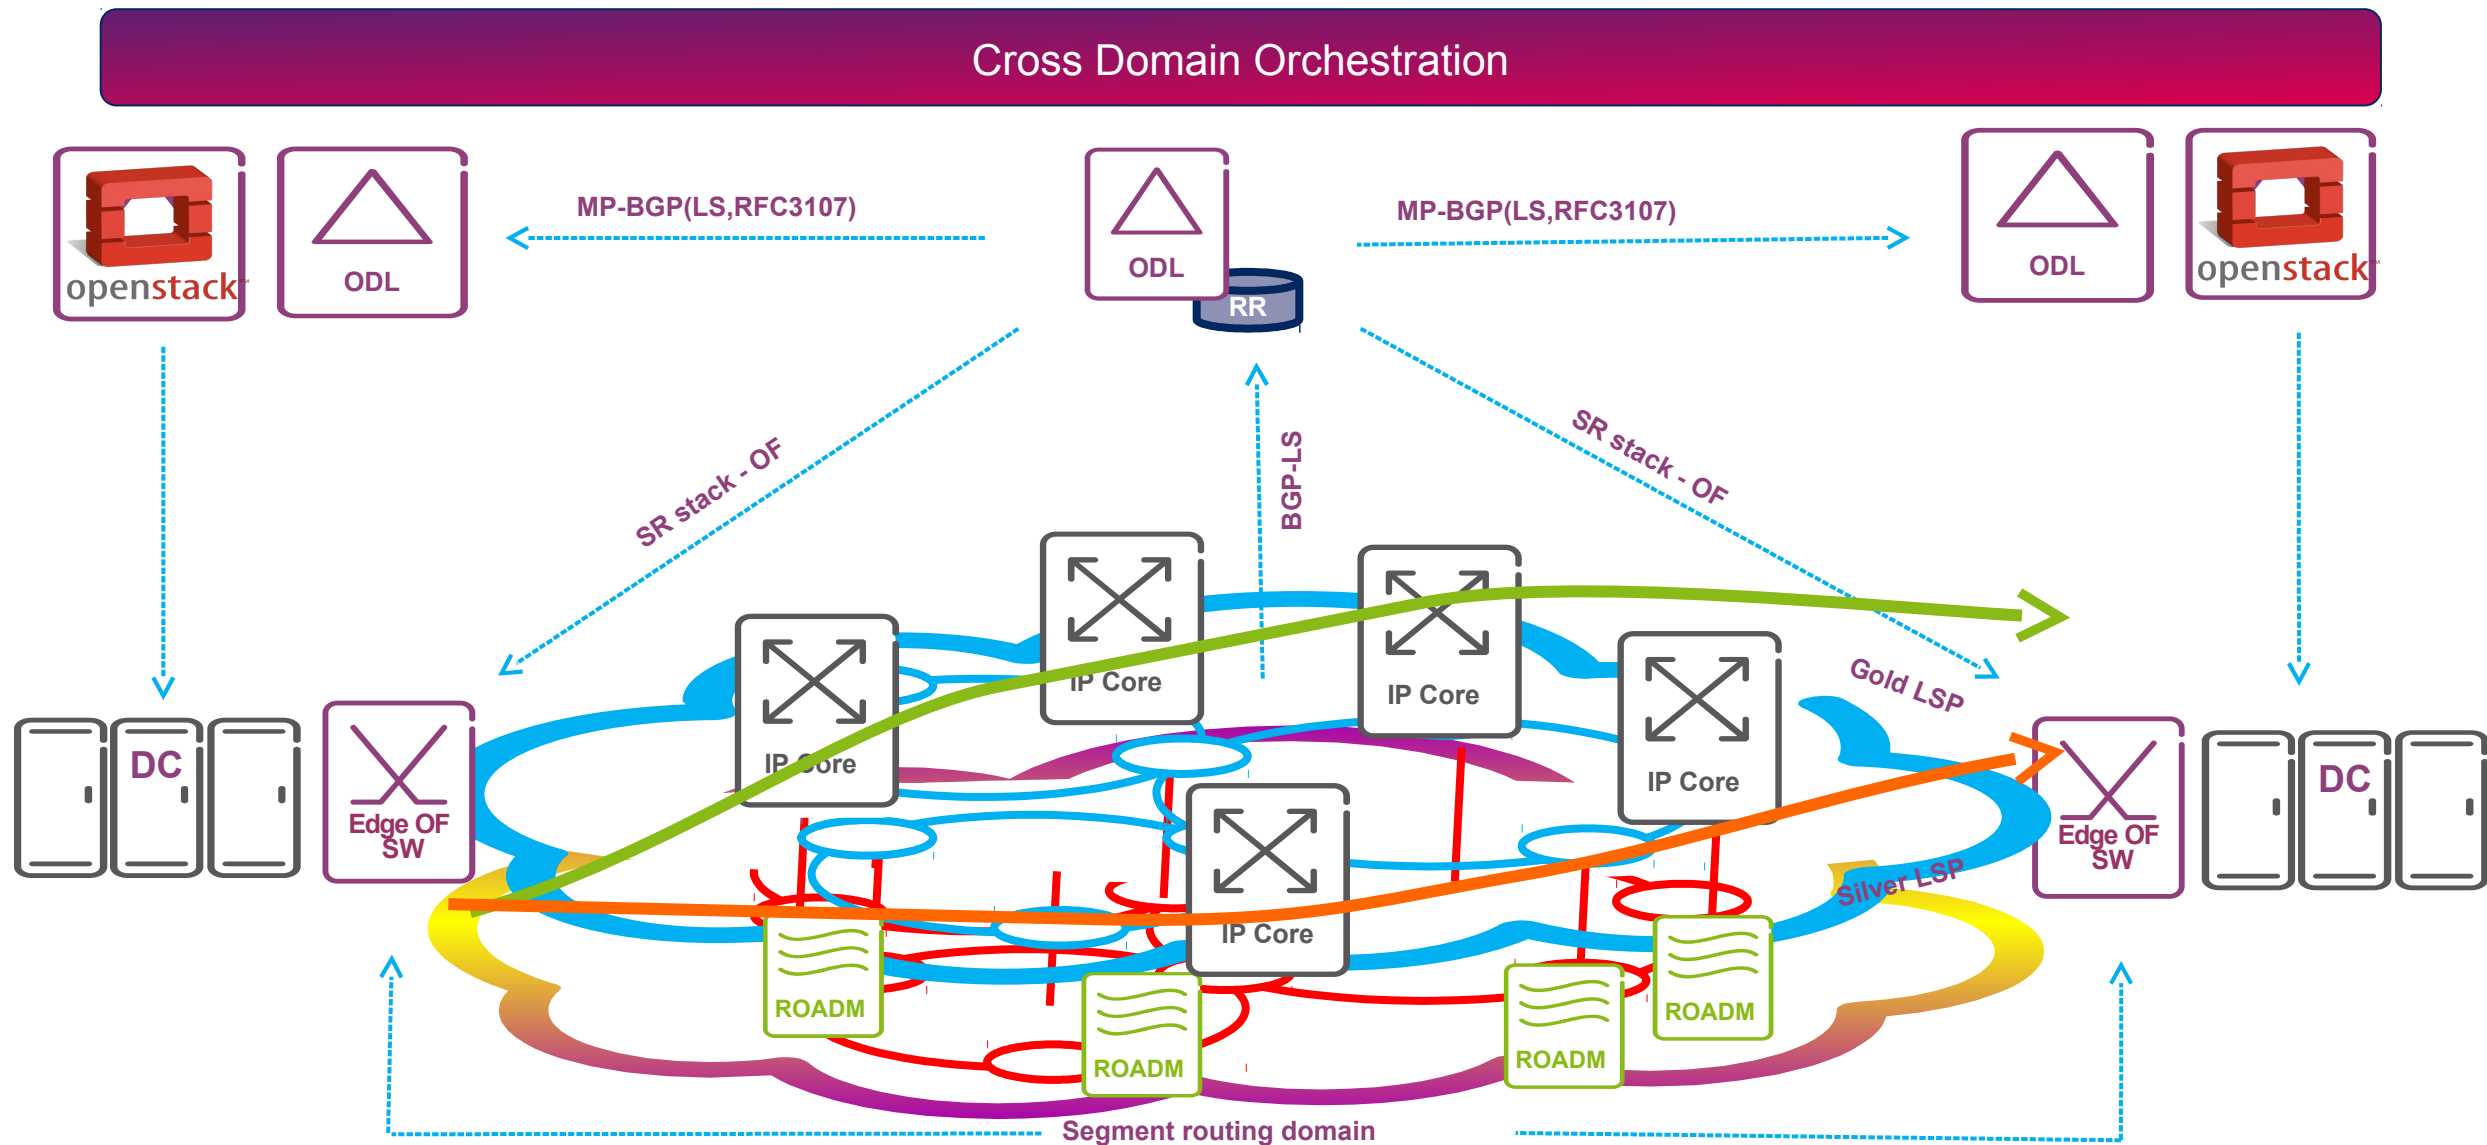 Cross Domain Orchestration
openstack™
ODL
MP-BGP(LS,RFC3107)
ODL
RR
MP-BGP(LS,RFC3107)
ODL
openstack™
SR stack - OF
BGP-LS
SR stack - OF
IP Core
IP Core
IP Core
IP Core
IP Core
Gold LSP
Silver LSP
DC
Edge OF
SW
Edge OF
SW
DC
ROADM
ROADM
ROADM
ROADM
Segment routing domain